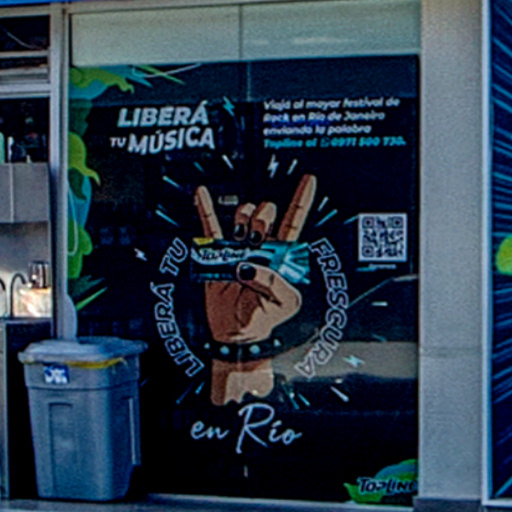 LIBERÁ
TU MÚSICA
Viajá al mayor festival de
Rock en Río de Janeiro
enviando la palabra
Topline al 0971 500 730.
TOPLINE
LIBERÁ TU
FRESCURA
en Río
TOPLINE